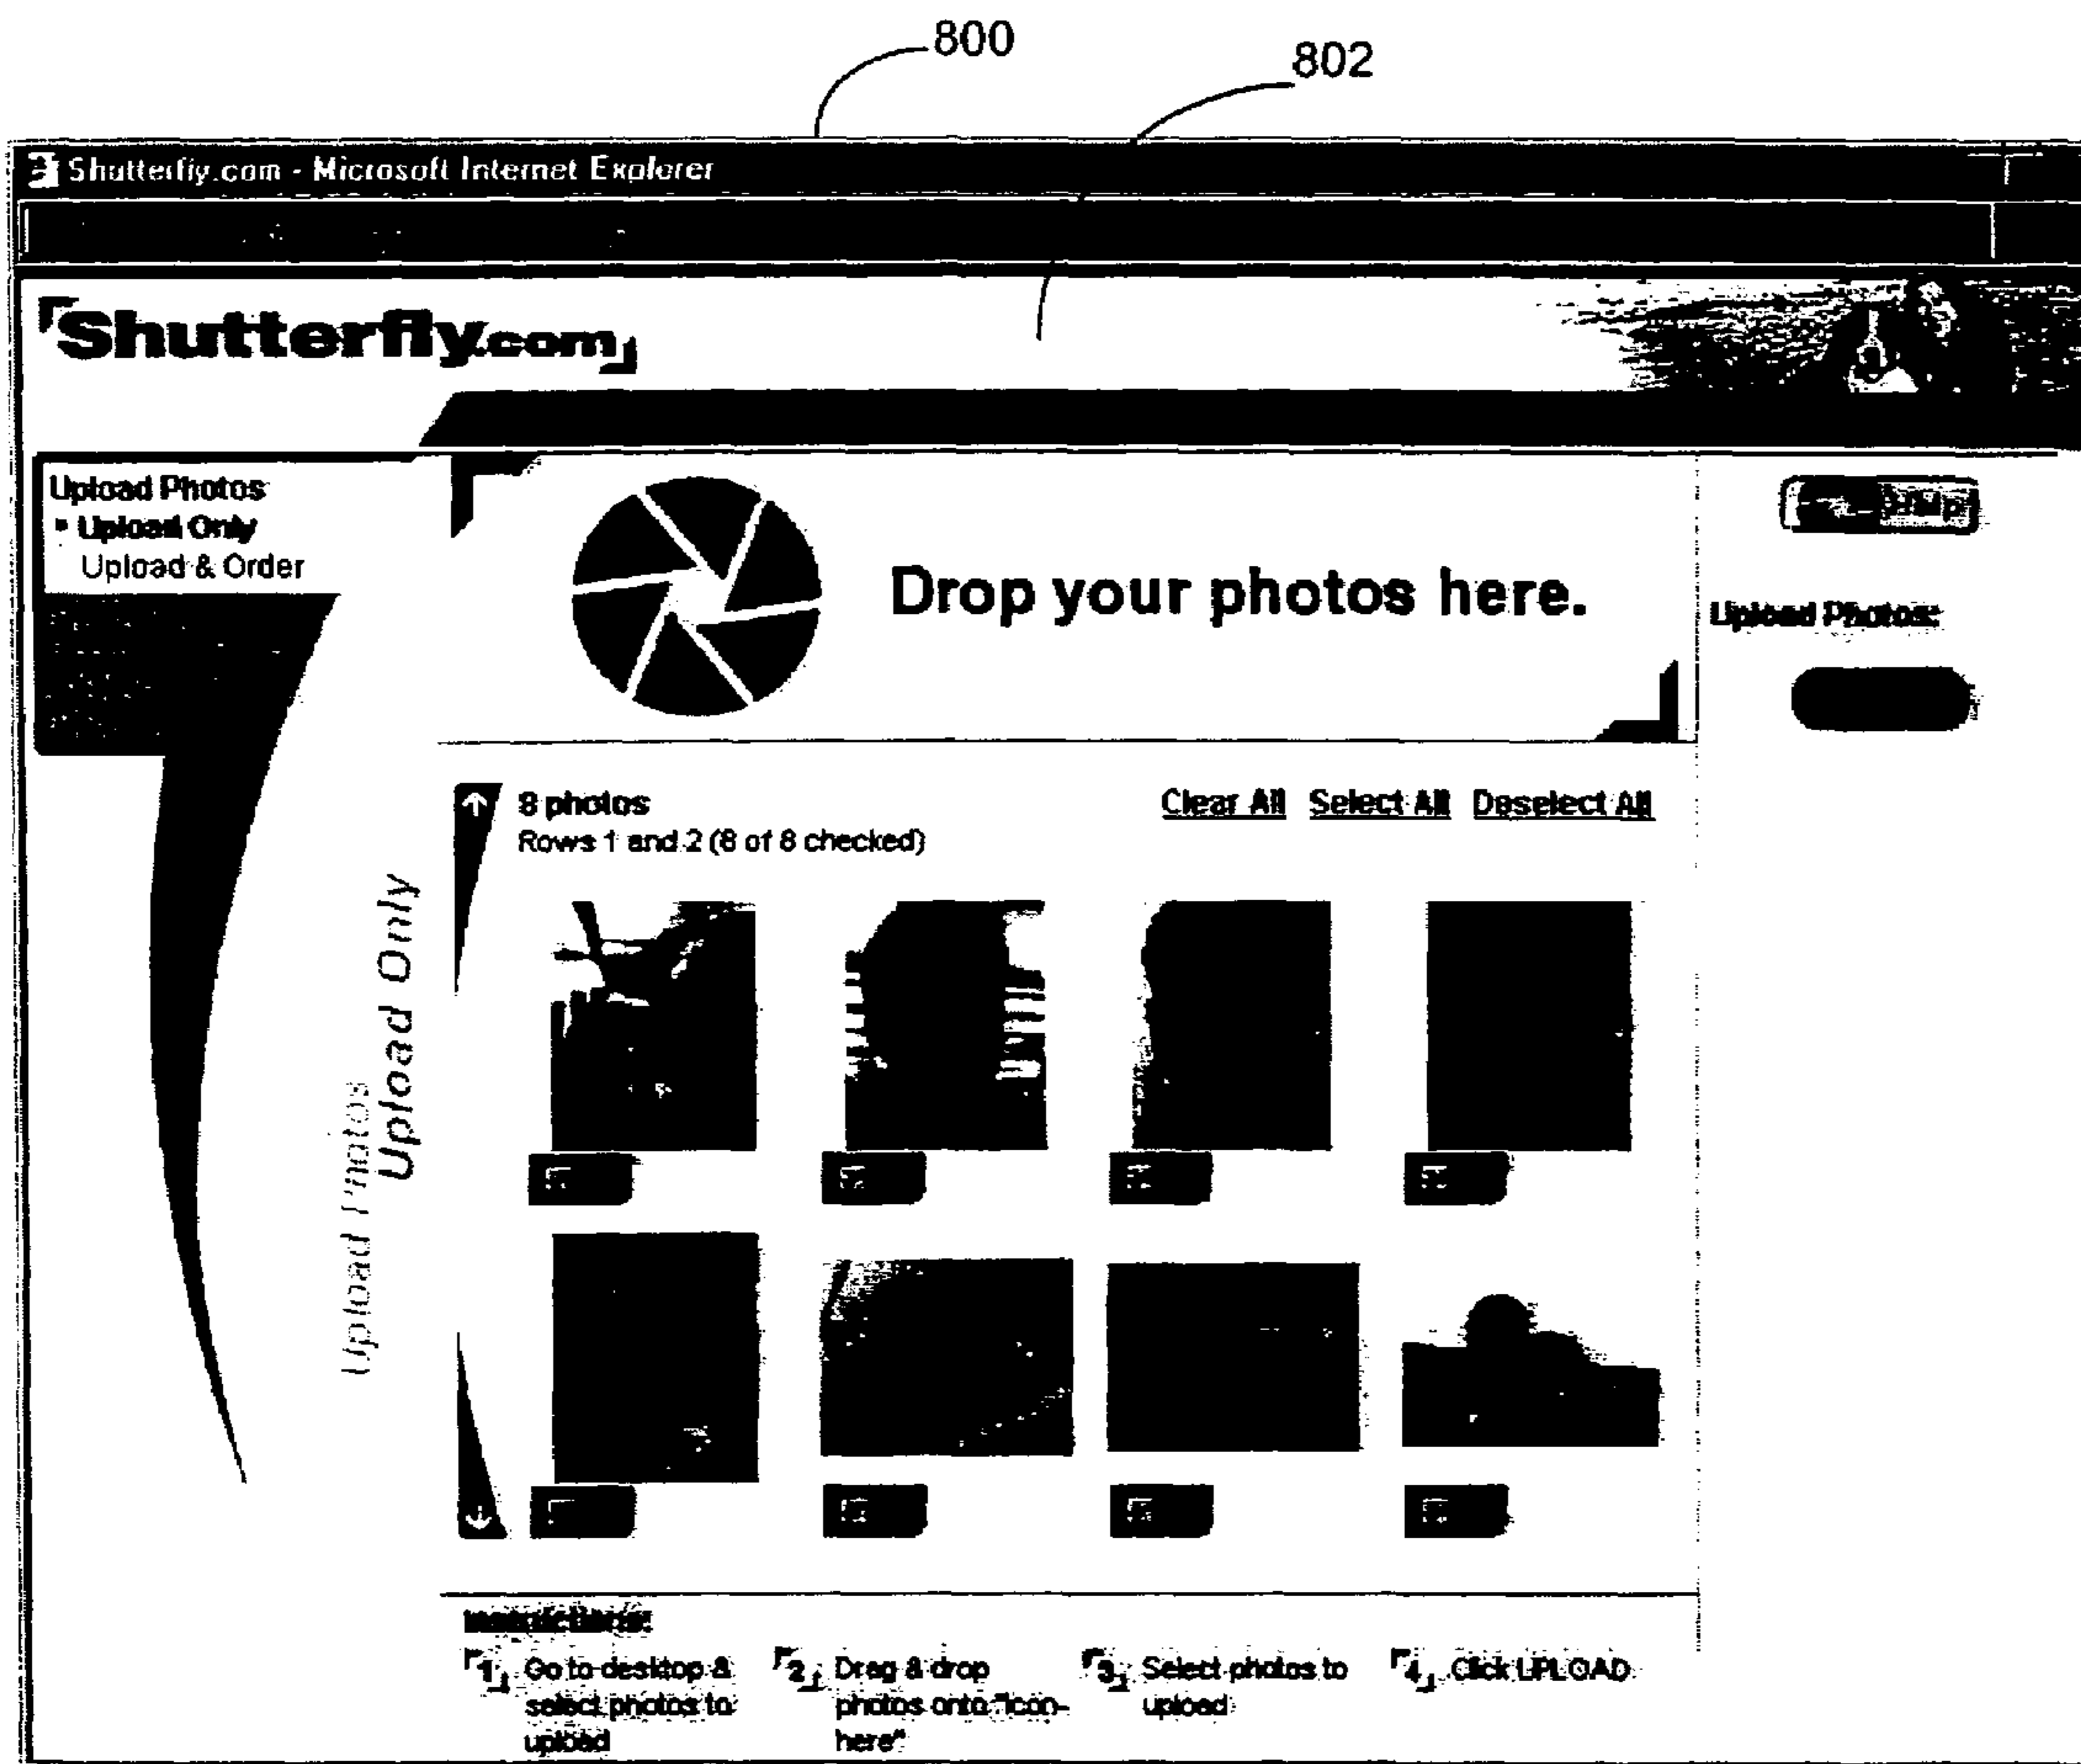 800
802
Shutterfly.com - Microsoft Internet Explorer
Shutterfly.com
Upload Photos
Upload Only
Upload & Order
Drop your photos here.
Help
Upload Photos:
8 photos
Clear All Select All Deselect All
Rows 1 and 2 (8 of 8 checked)
Upload Photos
Upload Only
Instructions:
1 Go to desktop & select photos to upload
2 Drag & drop photos onto "icon-here"
3 Select photos to upload
4 Click UPLOAD